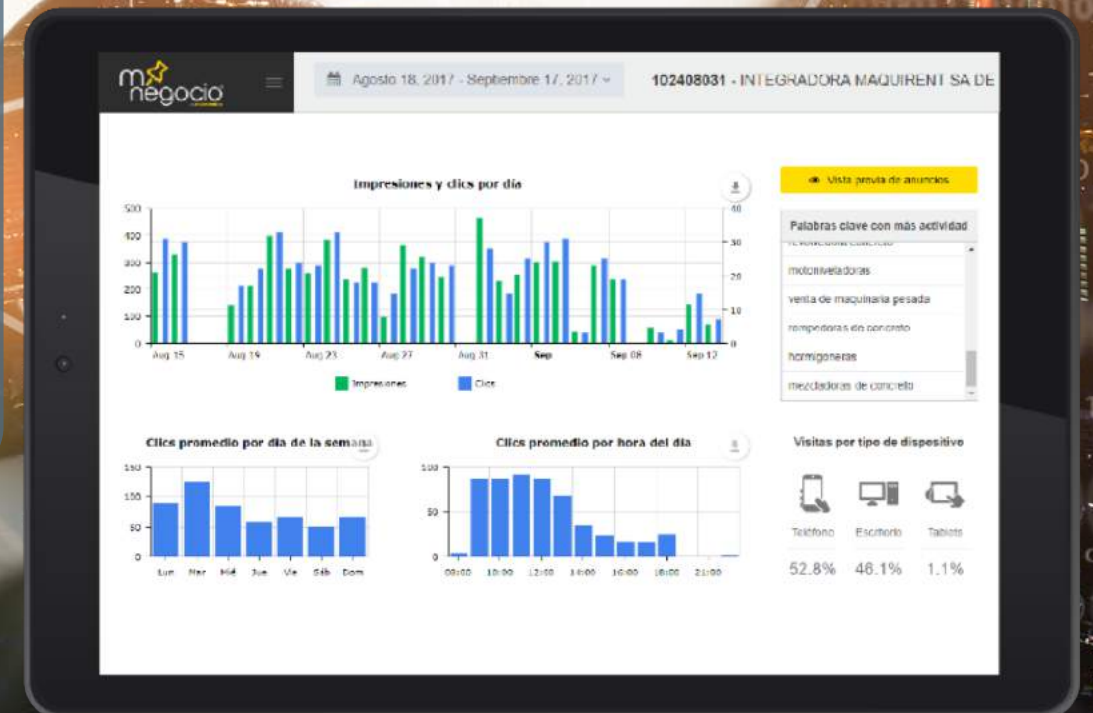 mi negocio
Agosto 18, 2017 - Septiembre 17, 2017
102408031 - INTEGRADORA MAQUIRENT SA DE
Impresiones y clics por día
500
400
300
200
100
0
40
30
20
10
0
Aug 15 Aug 19 Aug 23 Aug 27 Aug 31 Sep Sep 08 Sep 12
Impresiones Clics
Vista previa de anuncios
Palabras clave con más actividad
motoniveladoras
venta de maquinaria pesada
rompedoras de concreto
hormigoneras
mezcladoras de concreto
Clics promedio por día de la semana
150
100
50
0
Lun Mar Mié Jue Vie Sáb Dom
Clics promedio por hora del día
100
50
0
08:00 10:00 12:00 14:00 16:00 18:00 21:00
Visitas por tipo de dispositivo
Teléfono Escritorio Tablets
52.8% 46.1% 1.1%